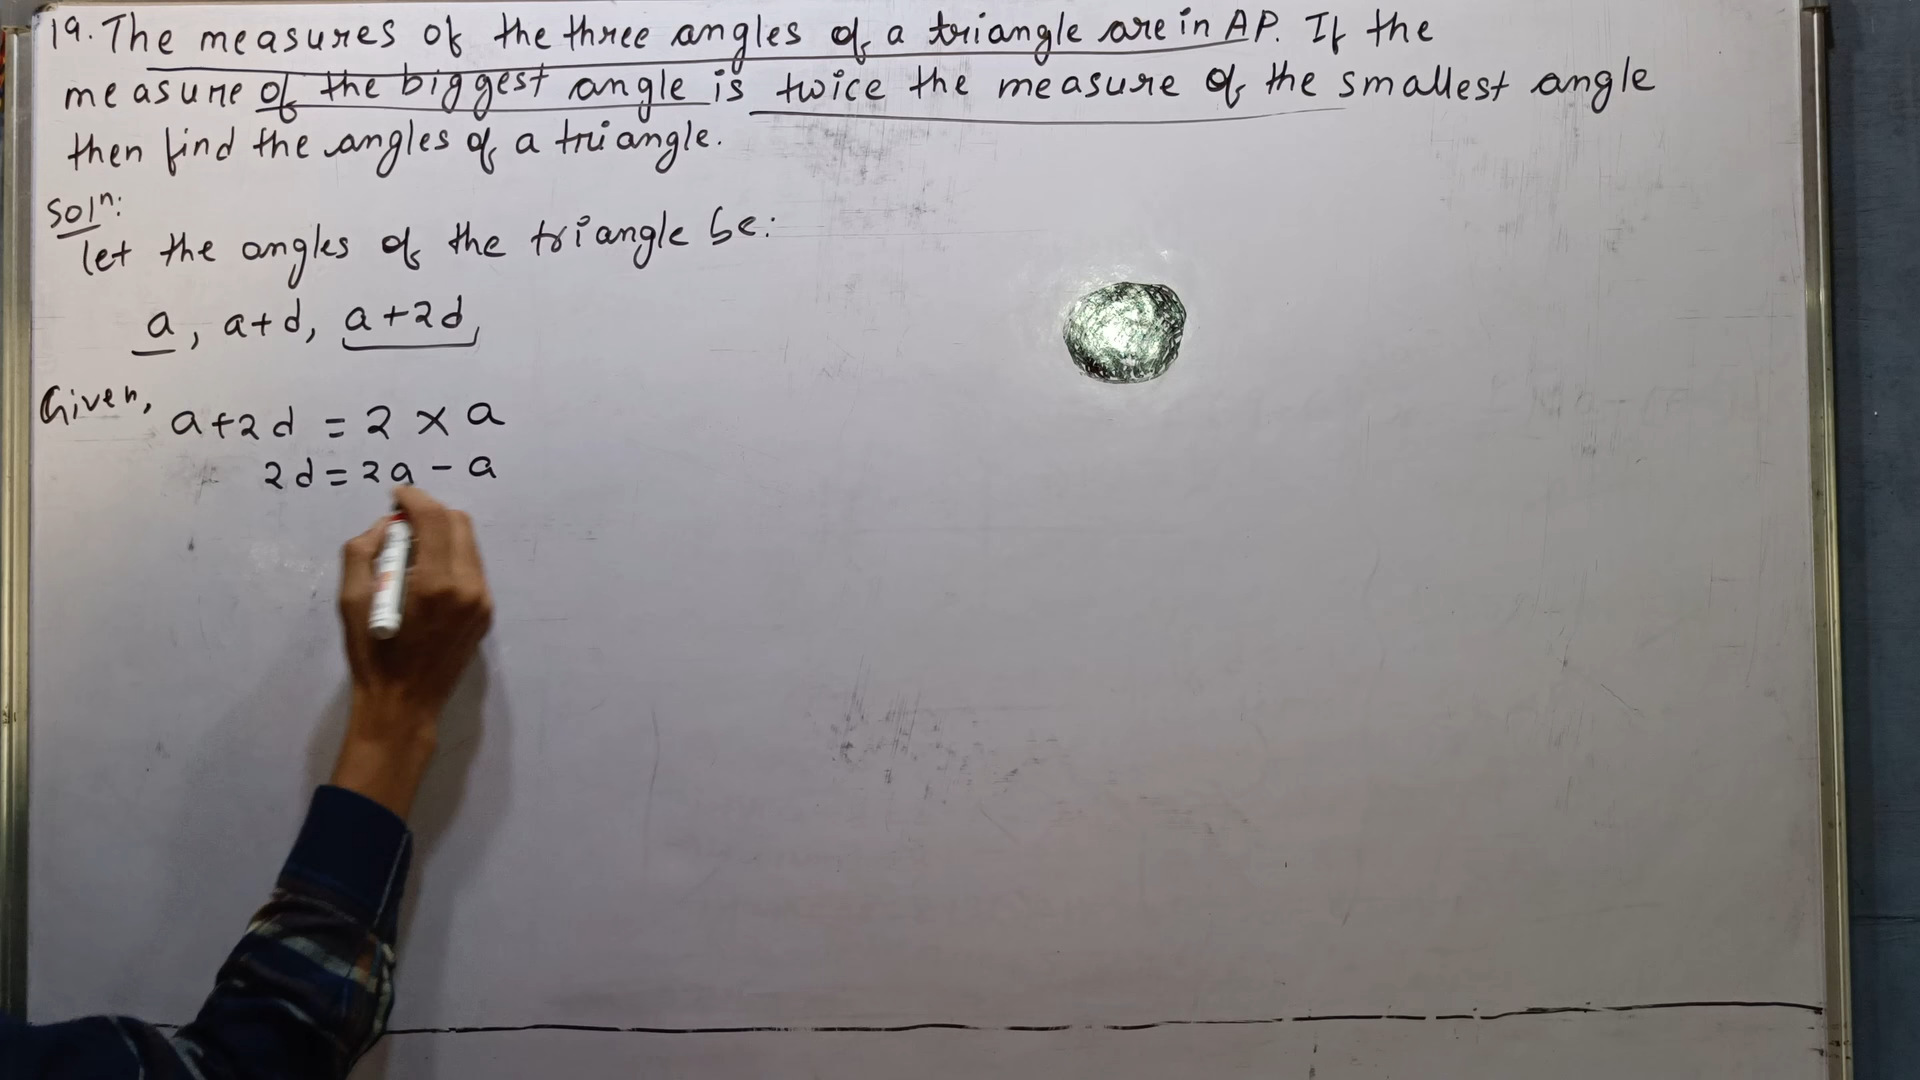 19. The measures of the three angles of a triangle are in AP. If the
measure of the biggest angle is twice the measure of the smallest angle
then find the angles of a triangle.
Solⁿ:
let the angles of the triangle be:
a, a+d, a+2d,
Given,
a+2d = 2 × a
2d = 2a - a